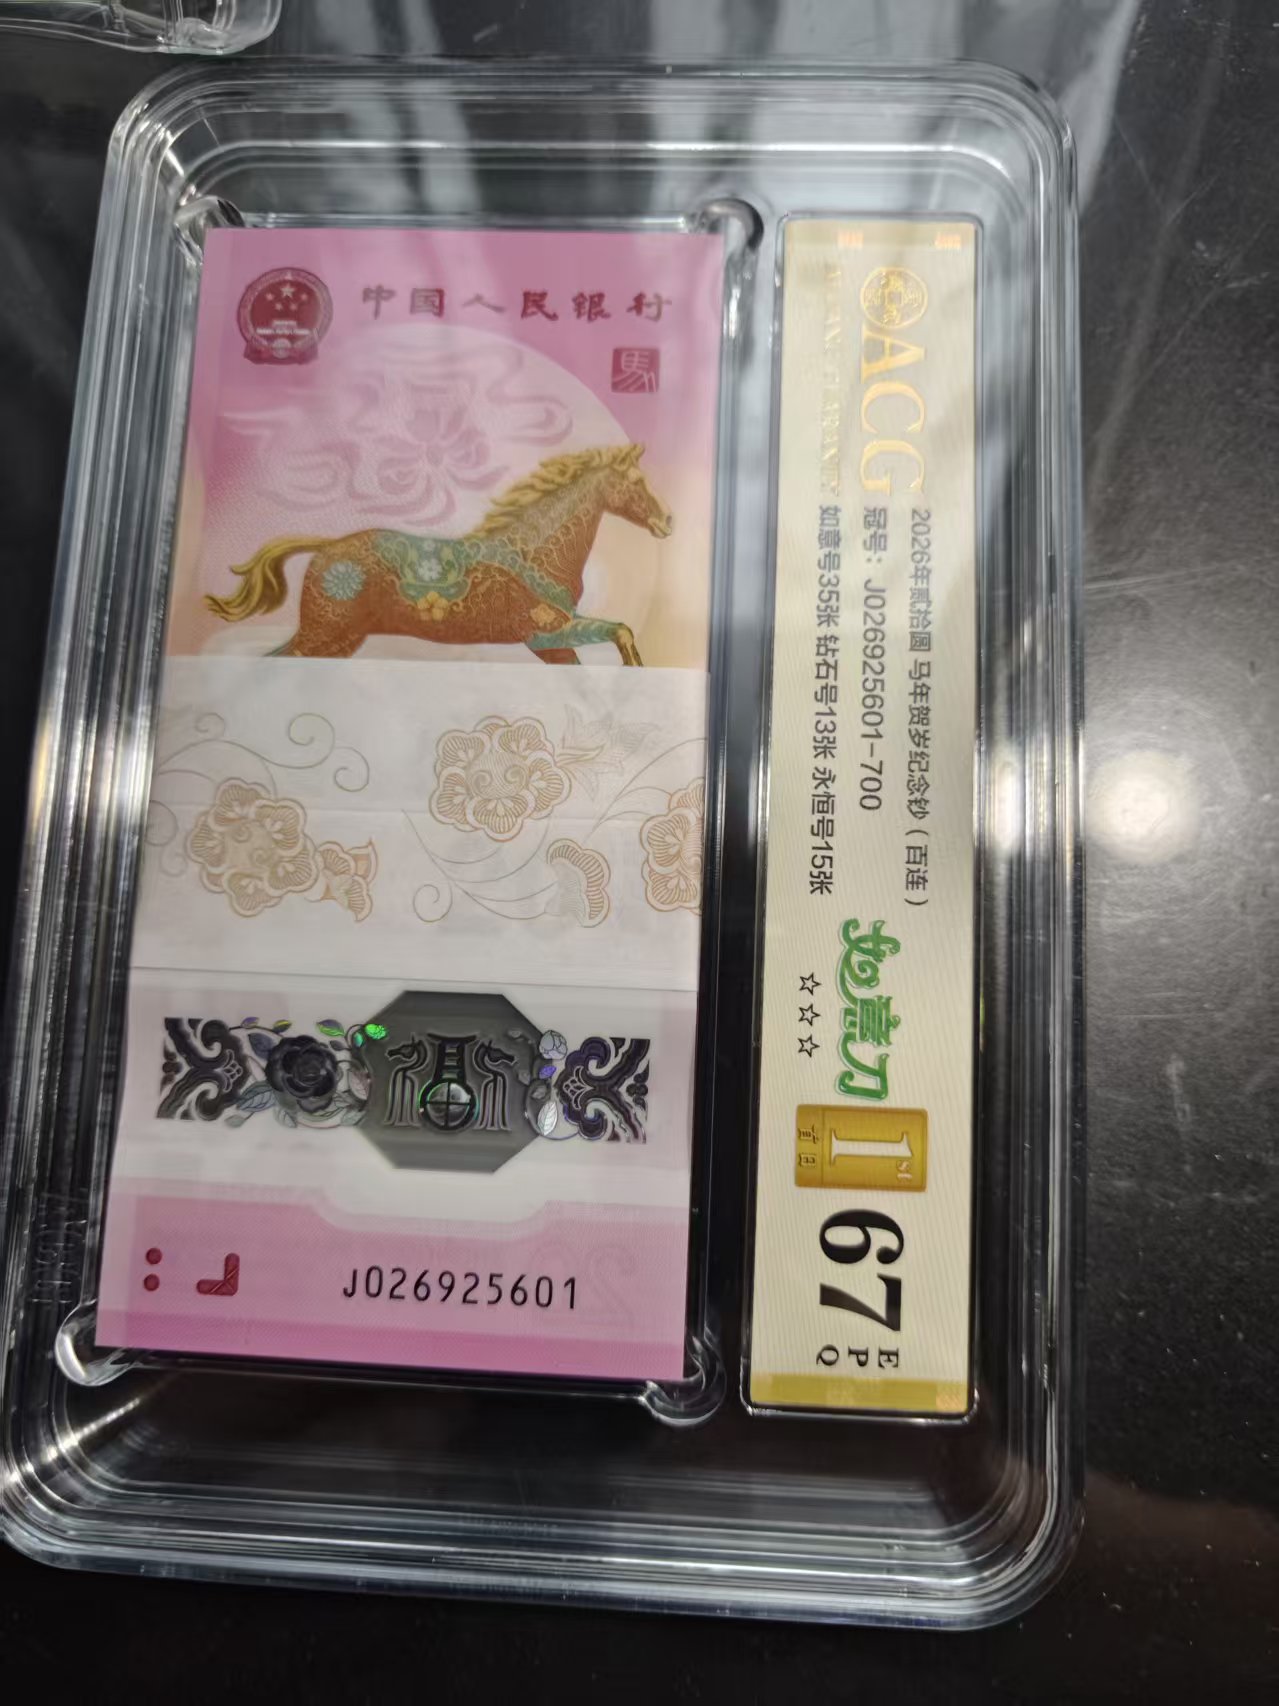 中国人民银行
馬
J026925601
ACG
2026年贰拾圆 马年贺岁纪念钞（百连）
冠号：J026925601-700
如意号35张 钻石号13张 永恒号15张
如意刀
☆☆☆
1st
首日
67
EPQ